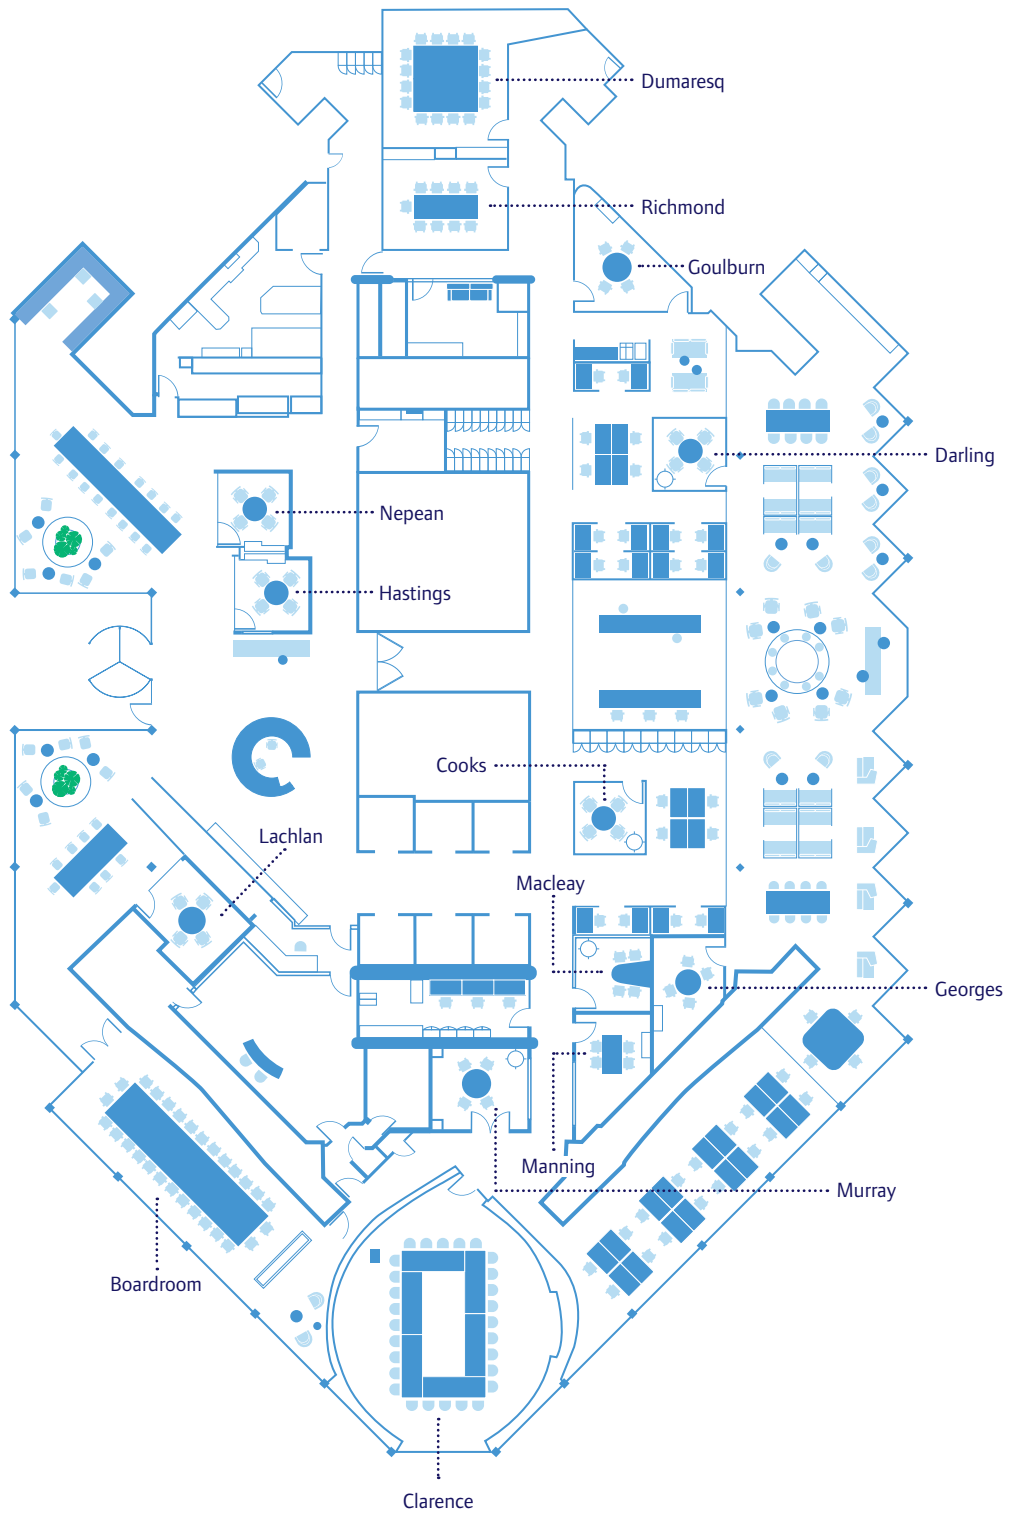 Dumaresq
Richmond
Goulburn
Darling
Nepean
Hastings
Cooks
Lachlan
Macleay
Georges
Manning
Murray
Boardroom
Clarence